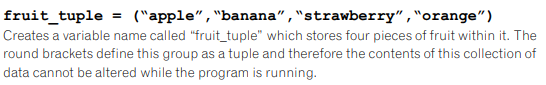 fruit_tuple = (“apple”,“banana”,“strawberry”,“orange”)
Creates a variable name called “fruit_tuple” which stores four pieces of fruit within it. The
round brackets define this group as a tuple and therefore the contents of this collection of
data cannot be altered while the program is running.